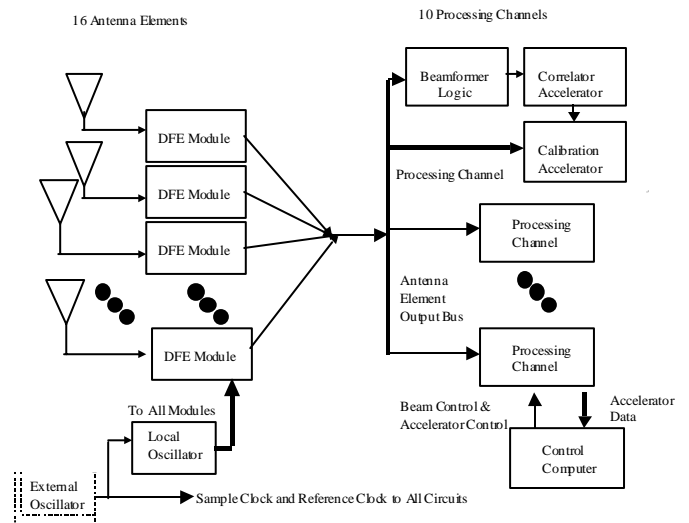 16 Antenna Elements
10 Processing Channels
Beamformer
Logic
Correlator
Accelerator
DFE Module
Calibration
Accelerator
Processing Channel
DFE Module
DFE Module
Processing
Channel
Antenna
Element
Output Bus
DFE Module
Processing
Channel
To All Modules
Local
Oscillator
Beam Control &
Accelerator Control
Accelerator
Data
Control
Computer
External
Oscillator
Sample Clock and Reference Clock to All Circuits